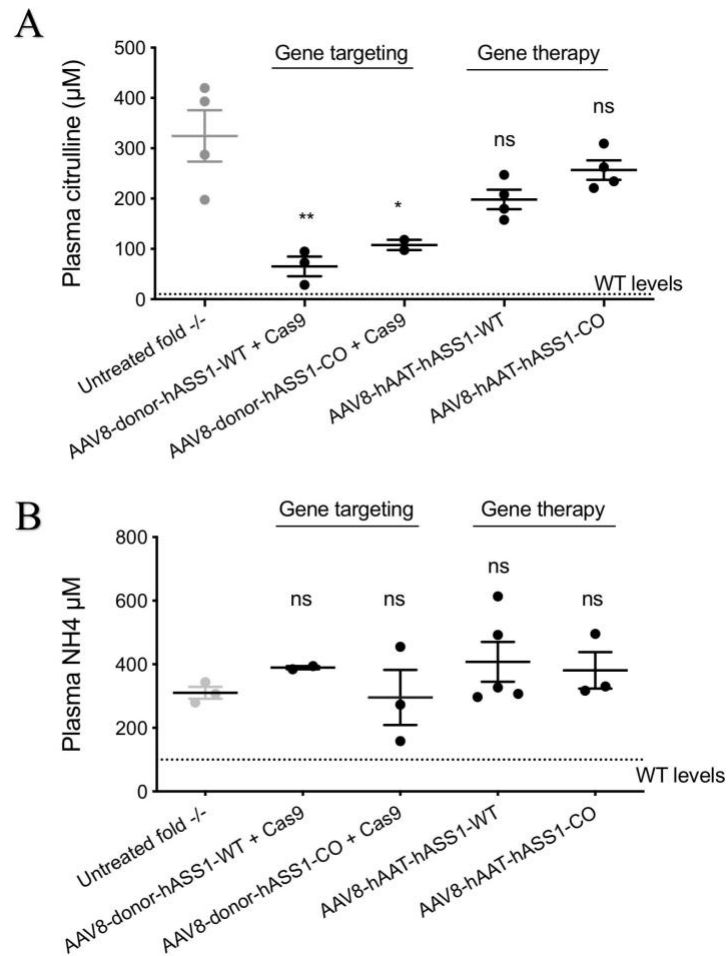 A
Gene targeting
Gene therapy
Plasma citrulline (μM)
500
400
300
200
100
0
**
*
ns
ns
WT levels
Untreated fold -/-
AAV8-donor-hASS1-WT + Cas9
AAV8-donor-hASS1-CO + Cas9
AAV8-hAAT-hASS1-WT
AAV8-hAAT-hASS1-CO
B
Gene targeting
Gene therapy
Plasma NH4 μM
800
600
400
200
0
ns
ns
ns
ns
WT levels
Untreated fold -/-
AAV8-donor-hASS1-WT + Cas9
AAV8-donor-hASS1-CO + Cas9
AAV8-hAAT-hASS1-WT
AAV8-hAAT-hASS1-CO